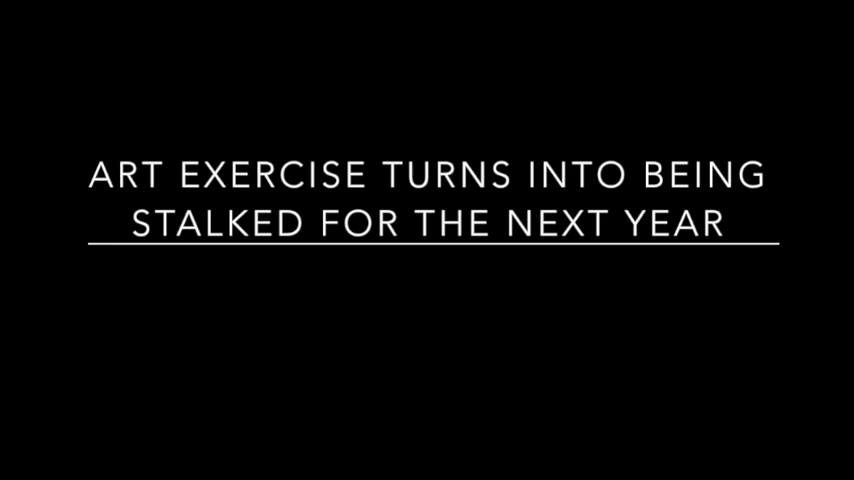 ART EXERCISE TURNS INTO BEING
STALKED FOR THE NEXT YEAR